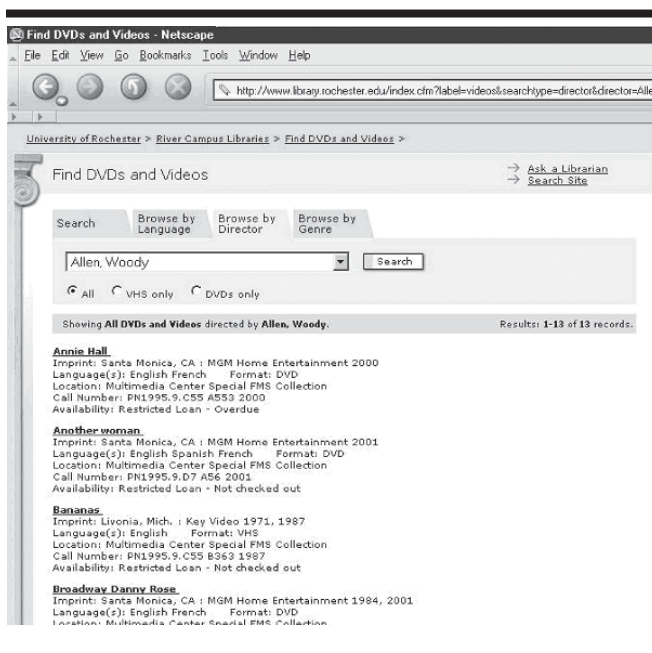 Find DVDs and Videos - Netscape
File Edit View Go Bookmarks Tools Window Help
http://www.library.rochester.edu/index.cfm?label=videos&searchtype=director&director=Alle
University of Rochester > River Campus Libraries > Find DVDs and Videos >
Find DVDs and Videos
→ Ask a Librarian
→ Search Site
Search
Browse by Language
Browse by Director
Browse by Genre
Allen, Woody
Search
All VHS only DVDs only
Showing All DVDs and Videos directed by Allen, Woody. Results: 1-13 of 13 records.
Annie Hall
Imprint: Santa Monica, CA : MGM Home Entertainment 2000
Language(s): English French Format: DVD
Location: Multimedia Center Special FMS Collection
Call Number: PN1995.9.C55 A553 2000
Availability: Restricted Loan - Overdue
Another woman
Imprint: Santa Monica, CA : MGM Home Entertainment 2001
Language(s): English Spanish French Format: DVD
Location: Multimedia Center Special FMS Collection
Call Number: PN1995.9.D7 A56 2001
Availability: Restricted Loan - Not checked out
Bananas
Imprint: Livonia, Mich. : Key Video 1971, 1987
Language(s): English Format: VHS
Location: Multimedia Center Special FMS Collection
Call Number: PN1995.9.C55 B363 1987
Availability: Restricted Loan - Not checked out
Broadway Danny Rose
Imprint: Santa Monica, CA : MGM Home Entertainment 1984, 2001
Language(s): English French Format: DVD
Location: Multimedia Center Special FMS Collection